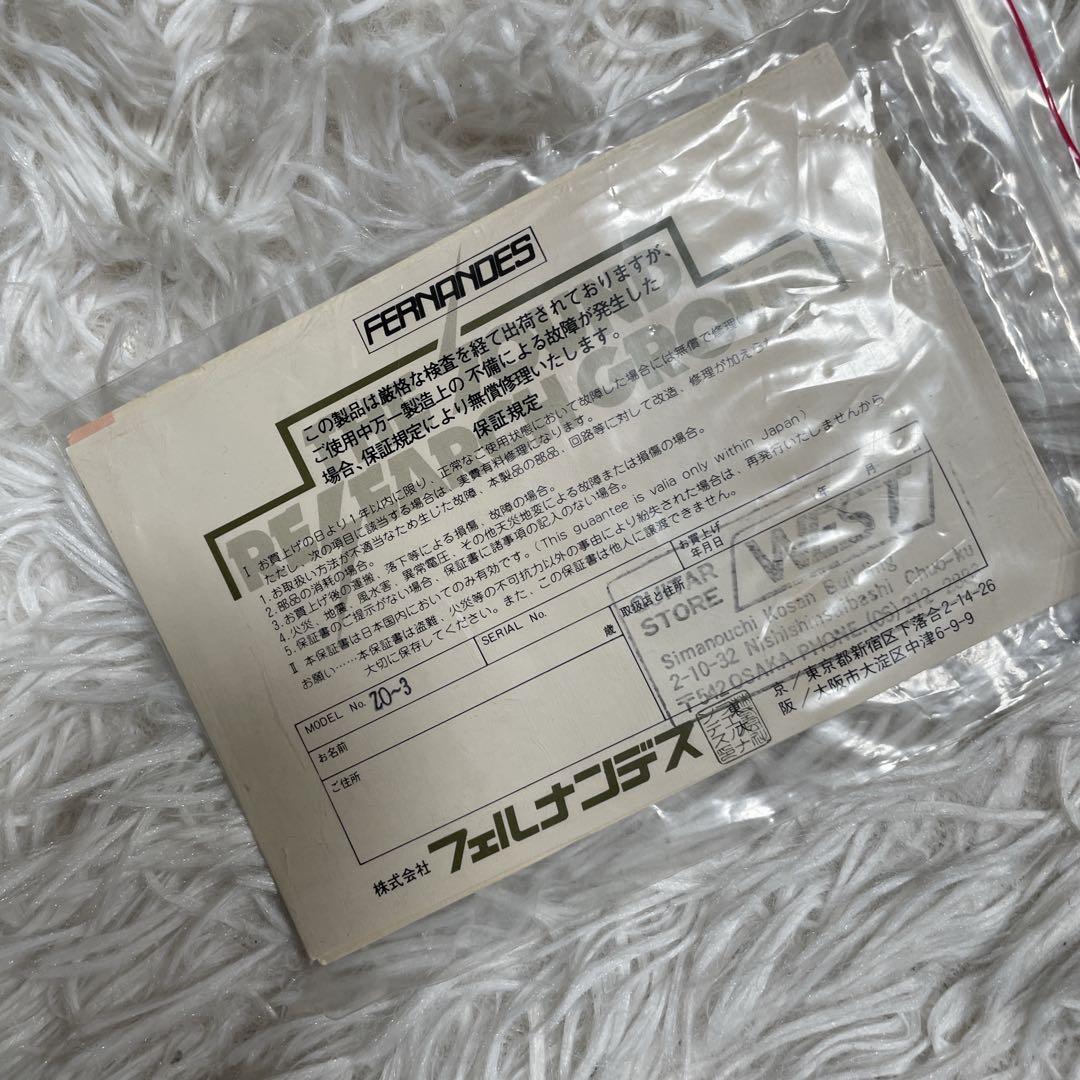 FERNANDES
この製品は厳格な検査を経て出荷されておりますが、
ご使用中万一製造上の不備による故障が発生した
場合、保証規定により無償修理いたします。
保証規定
RESEARCH GROUP
I お買上げの日より1年以内に限り、正常なご使用状態において故障した場合には無償で修理
ただし、次の項目に該当する場合は、実費有料修理になります。
1. お取扱い方法が不適当なため生じた故障、本製品の部品、回路等に対して改造、修理が加えら
2. 部品の消耗の場合。
3. お買上げ後の運搬、落下等による損傷、故障の場合。
4. 火災、地震、風水害、異常電圧、その他天災地変による故障または損傷の場合。
5. 保証書のご提示がない場合、保証書に諸事項の記入のない場合。
II 本保証書は日本国内においてのみ有効です。(This guaantee is valia only within Japan)
お願い……本保証書は盗難、火災等の不可抗力以外の事由により紛失された場合は、再発行いたしませんから
大切に保存してください。また、この保証書は他人に譲渡できません。
MODEL No. ZO~3
SERIAL No.
お買上げ
年月日
年 月 日
お名前
歳
取扱店と住所
ご住所
GUITAR
STORE
WEST
Simanouchi Kosan Building
2-10-32 Nishishinsaibashi Chuo-ku
〒542 OSAKA PHONE.(06)
株式会社 フェルナンデス
東 京/東京都新宿区下落合2-14-26
大 阪/大阪市大淀区中津6-9-9